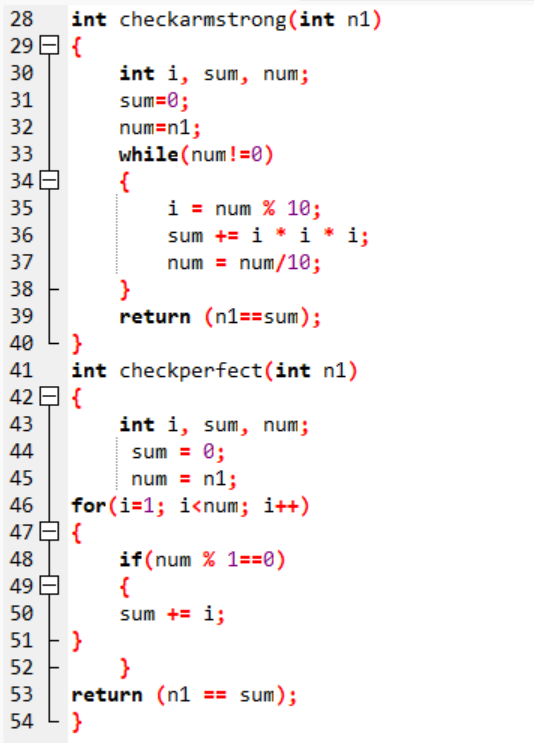 28 int checkarmstrong(int n1)
29 {
30 int i, sum, num;
31 sum=0;
32 num=n1;
33 while(num!=0)
34 {
35 i = num % 10;
36 sum += i * i * i;
37 num = num/10;
38 }
39 return (n1==sum);
40 }
41 int checkperfect(int n1)
42 {
43 int i, sum, num;
44 sum = 0;
45 num = n1;
46 for(i=1; i<num; i++)
47 {
48 if(num % 1==0)
49 {
50 sum += i;
51 }
52 }
53 return (n1 == sum);
54 }